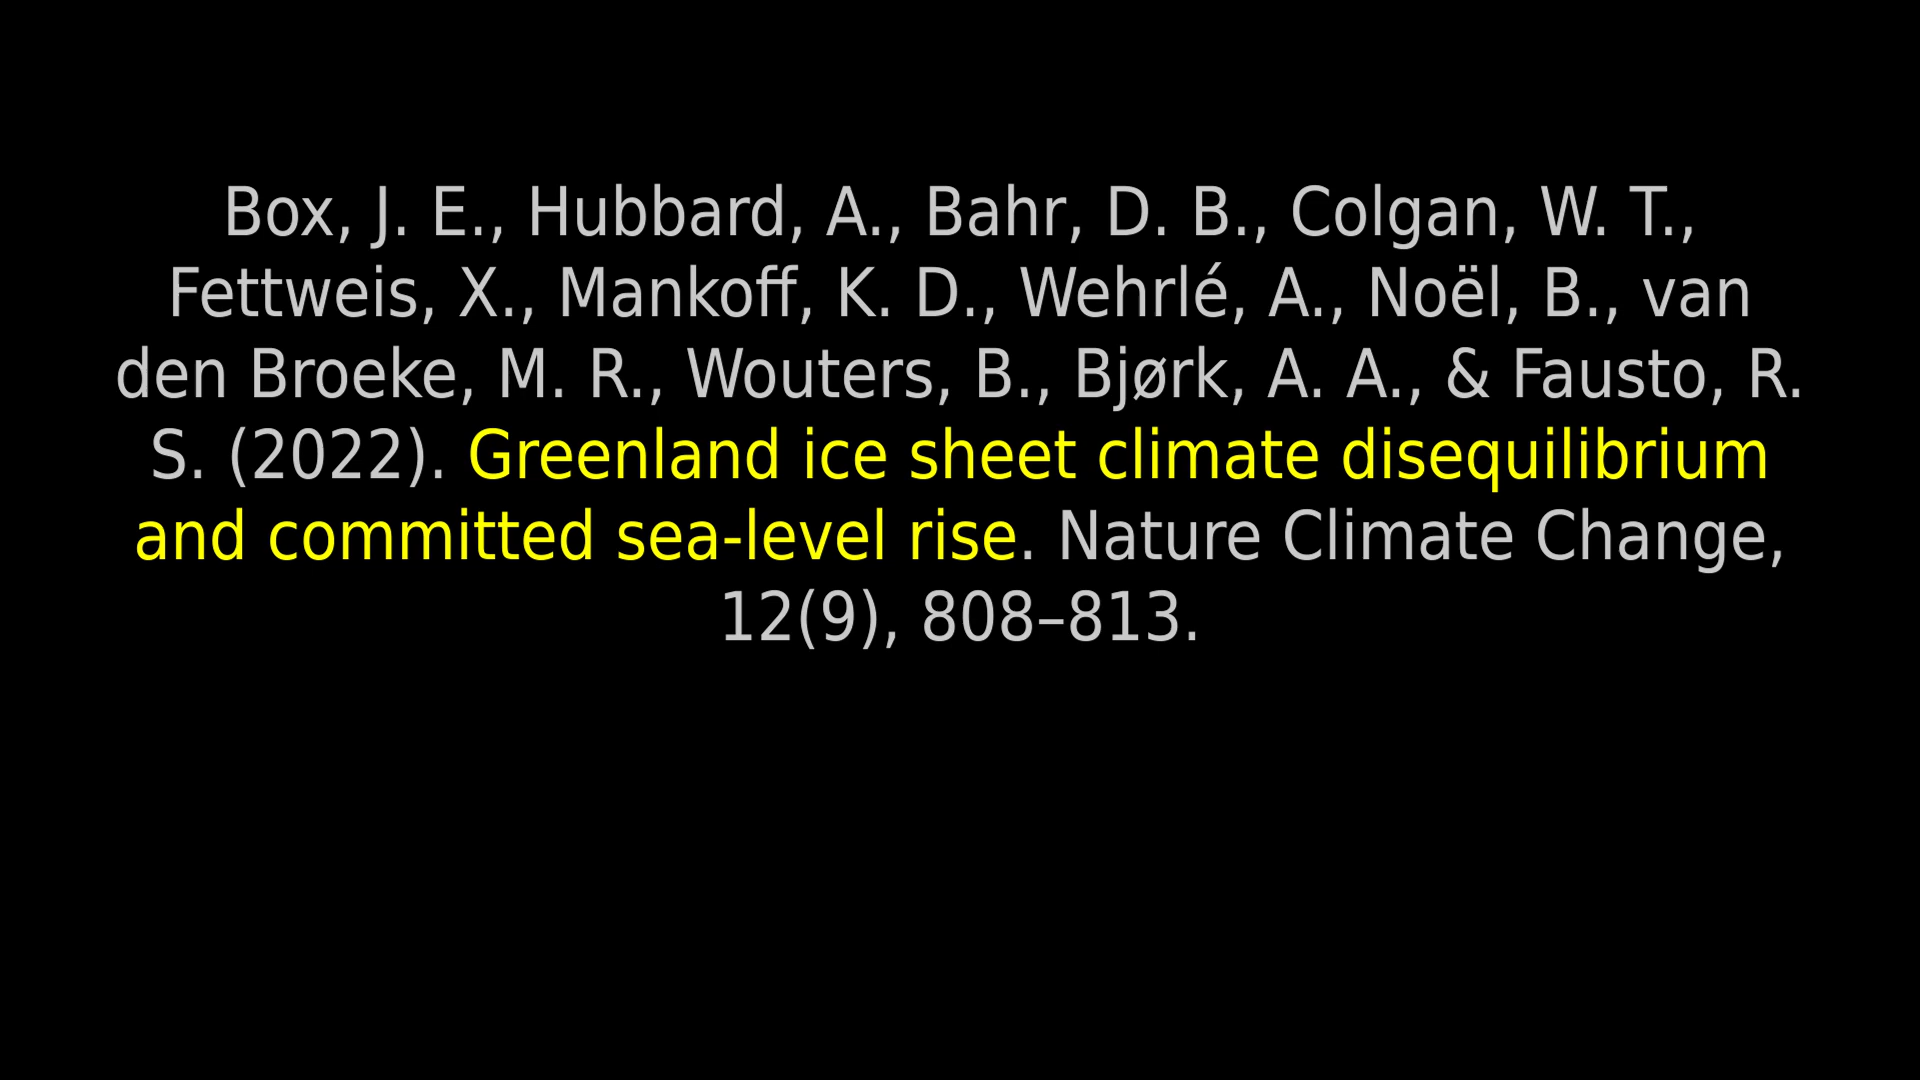 Box, J. E., Hubbard, A., Bahr, D. B., Colgan, W. T.,
Fettweis, X., Mankoff, K. D., Wehrlé, A., Noël, B., van
den Broeke, M. R., Wouters, B., Bjørk, A. A., & Fausto, R.
S. (2022). Greenland ice sheet climate disequilibrium
and committed sea-level rise. Nature Climate Change,
12(9), 808–813.